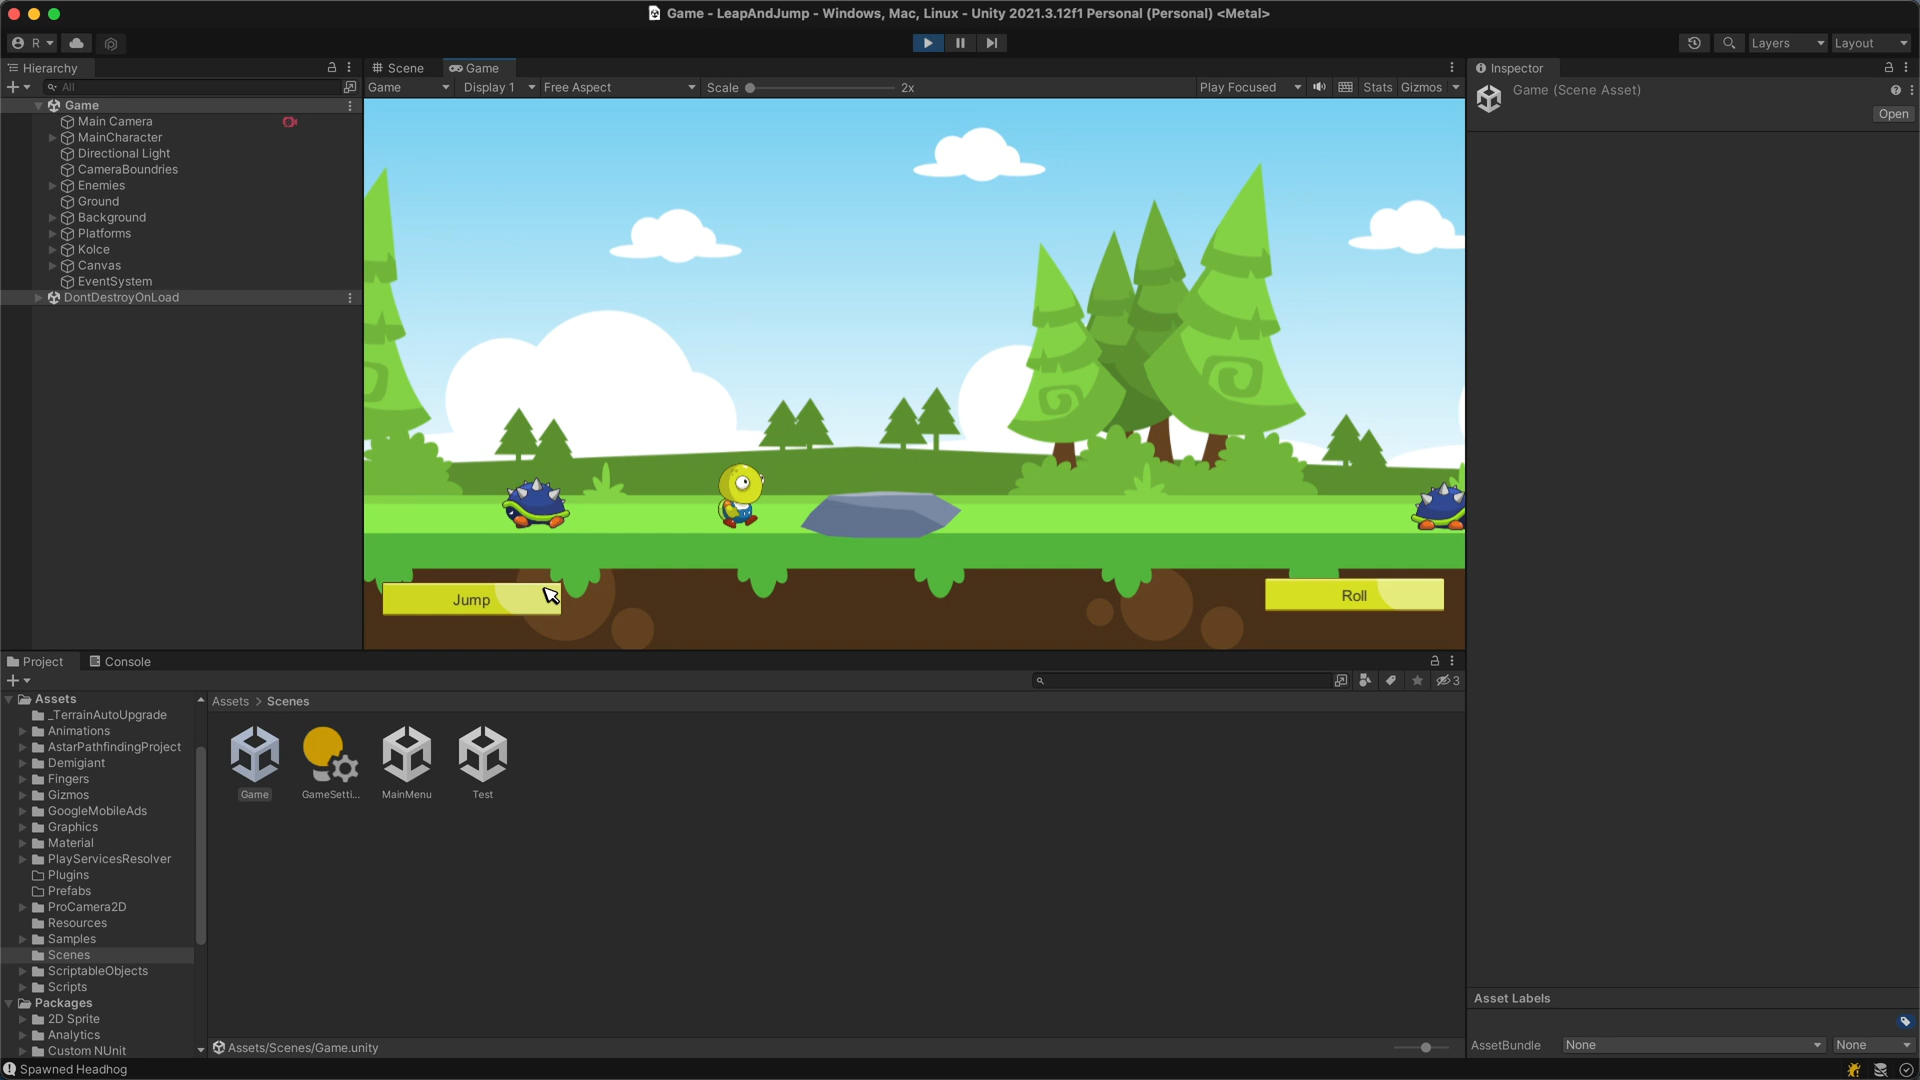 Game - LeapAndJump - Windows, Mac, Linux - Unity 2021.3.12f1 Personal (Personal) <Metal>
R
Layers
Layout
Hierarchy
All
Game
Main Camera
MainCharacter
Directional Light
CameraBoundries
Enemies
Ground
Background
Platforms
Kolce
Canvas
EventSystem
DontDestroyOnLoad
Scene
Game
Game
Display 1
Free Aspect
Scale
2x
Play Focused
Stats
Gizmos
Jump
Roll
Inspector
Game (Scene Asset)
Open
Project
Console
3
Assets
_TerrainAutoUpgrade
Animations
AstarPathfindingProject
Demigiant
Fingers
Gizmos
GoogleMobileAds
Graphics
Material
PlayServicesResolver
Plugins
Prefabs
ProCamera2D
Resources
Samples
Scenes
ScriptableObjects
Scripts
Packages
2D Sprite
Analytics
Custom NUnit
Assets > Scenes
Game
GameSetti...
MainMenu
Test
Assets/Scenes/Game.unity
Asset Labels
AssetBundle
None
None
Spawned Headhog